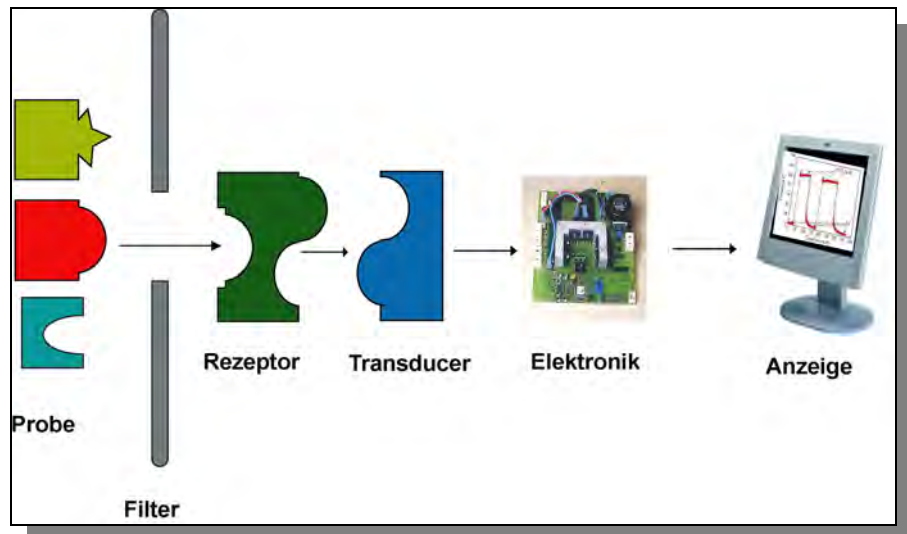 Probe
Filter
Rezeptor
Transducer
Elektronik
Anzeige